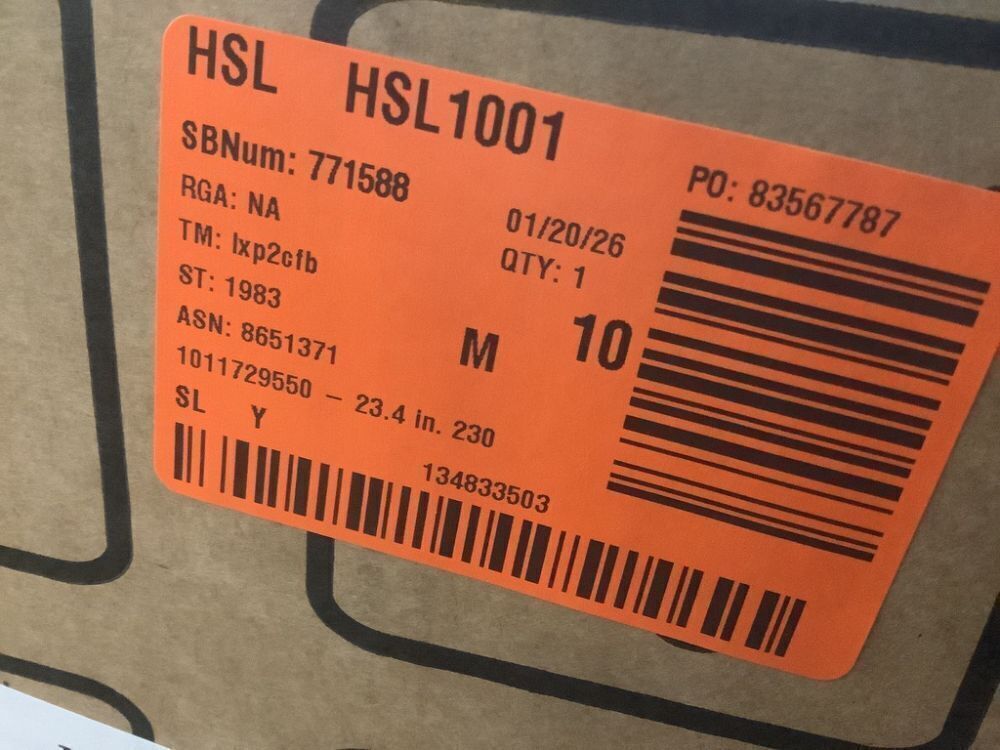 HSL HSL1001
SBNum: 771588
PO: 83567787
RGA: NA
01/20/26
TM: lxp2cfb
QTY: 1
ST: 1983
ASN: 8651371
M 10
1011729550 – 23.4 in. 230
SL Y
134833503